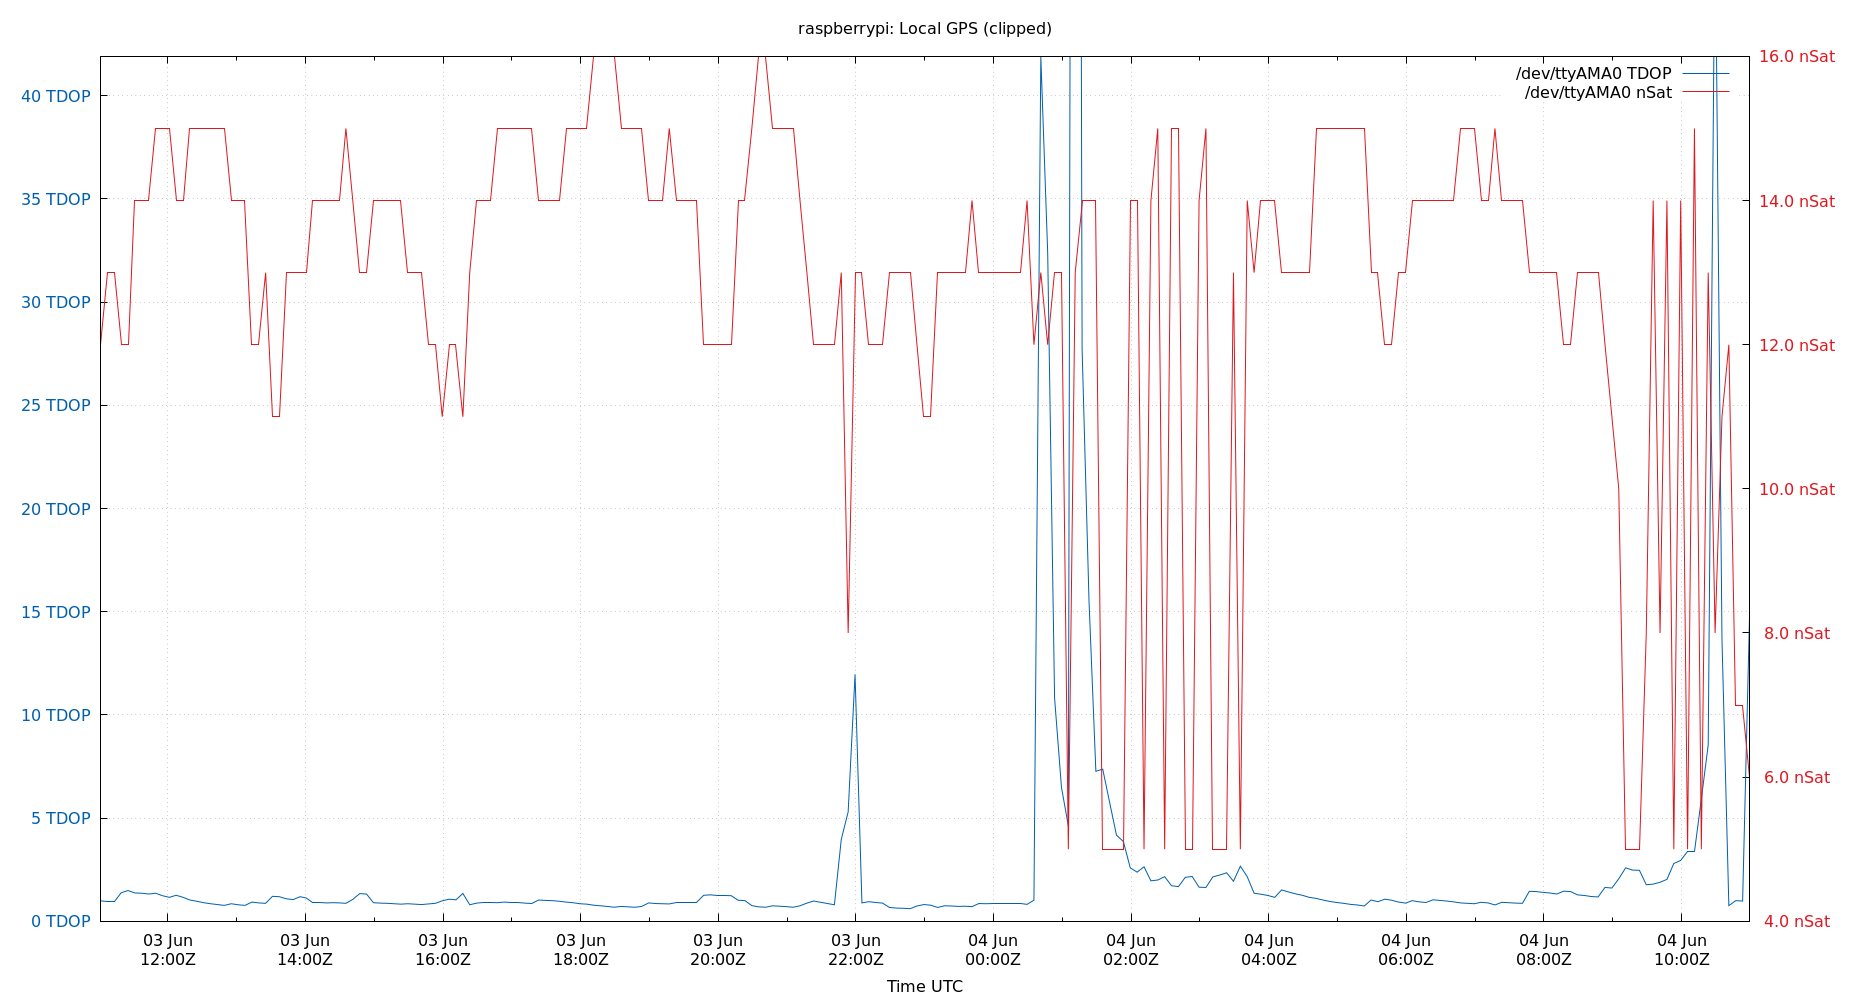 raspberrypi: Local GPS (clipped)
/dev/ttyAMA0 TDOP
/dev/ttyAMA0 nSat
40 TDOP
35 TDOP
30 TDOP
25 TDOP
20 TDOP
15 TDOP
10 TDOP
5 TDOP
0 TDOP
16.0 nSat
14.0 nSat
12.0 nSat
10.0 nSat
8.0 nSat
6.0 nSat
4.0 nSat
03 Jun
12:00Z
03 Jun
14:00Z
03 Jun
16:00Z
03 Jun
18:00Z
03 Jun
20:00Z
03 Jun
22:00Z
04 Jun
00:00Z
04 Jun
02:00Z
04 Jun
04:00Z
04 Jun
06:00Z
04 Jun
08:00Z
04 Jun
10:00Z
Time UTC